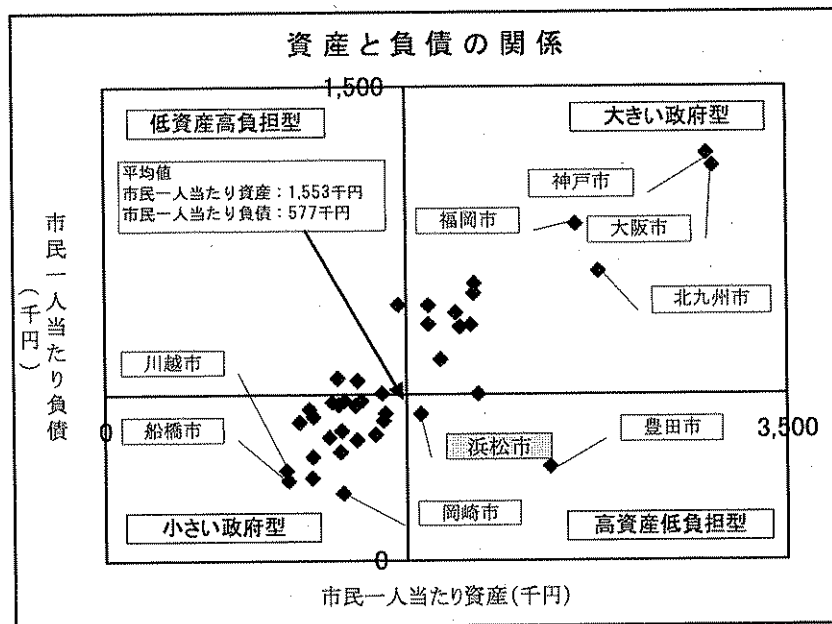 資産と負債の関係
1,500
低資産高負担型
大きい政府型
平均値
市民一人当たり資産：1,553千円
市民一人当たり負債：577千円
神戸市
福岡市
大阪市
北九州市
市民一人当たり負債
(千円)
川越市
0
船橋市
浜松市
豊田市
3,500
岡崎市
小さい政府型
高資産低負担型
0
市民一人当たり資産(千円)